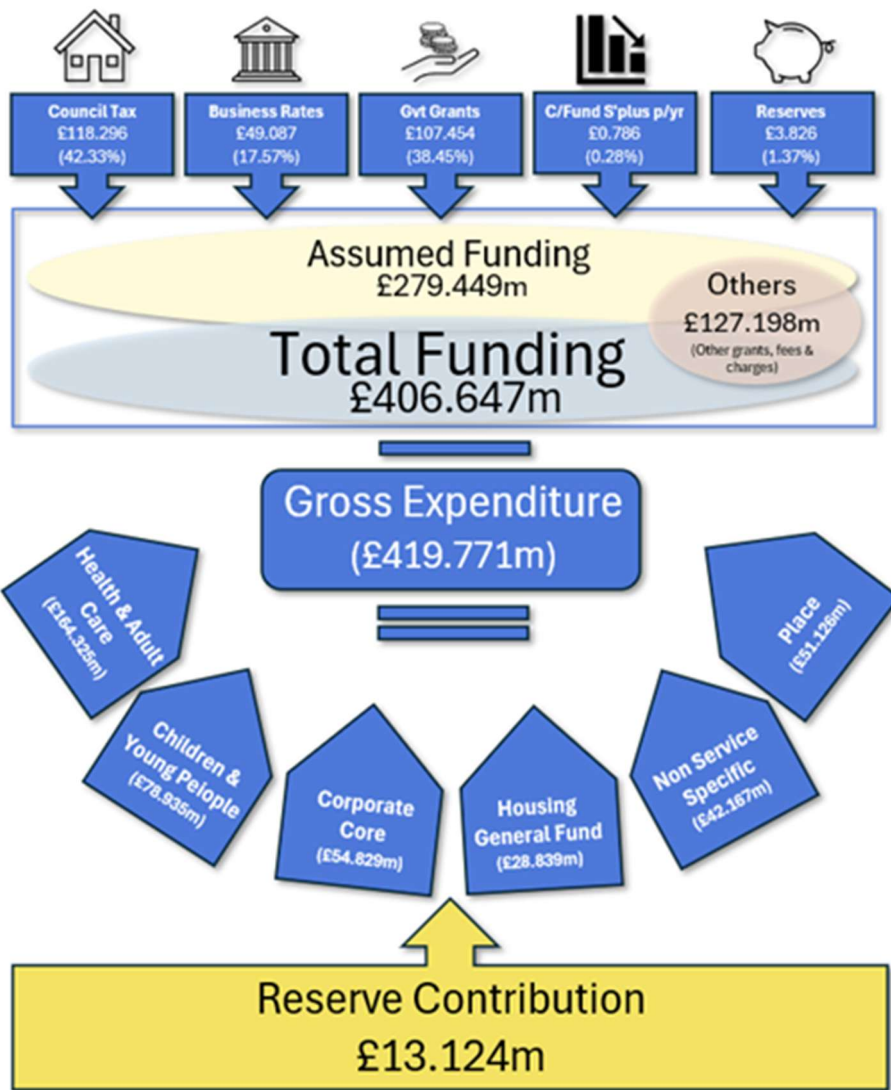 Council Tax
£118.296
(42.33%)
Business Rates
£49.087
(17.57%)
Gvt Grants
£107.454
(38.45%)
C/Fund S'plus p/yr
£0.786
(0.28%)
Reserves
£3.826
(1.37%)
Assumed Funding
£279.449m
Others
£127.198m
(Other grants, fees &
charges)
Total Funding
£406.647m
Gross Expenditure
(£419.771m)
Health & Adult
Care
(£164.325m)
Children &
Young Pelople
(£78.935m)
Corporate
Core
(£54.829m)
Housing
General Fund
(£28.839m)
Non Service
Specific
(£42.167m)
Place
(£51.126m)
Reserve Contribution
£13.124m